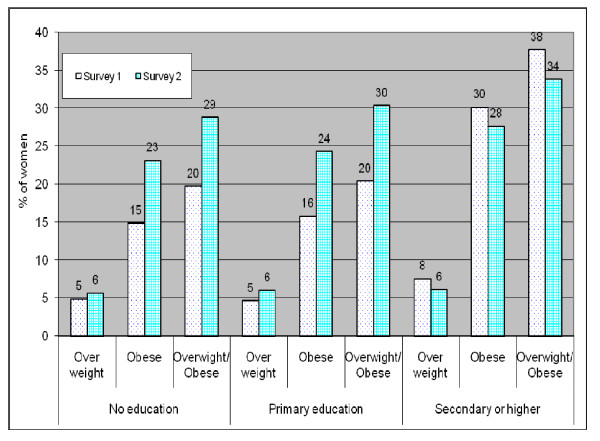 40
35
30
25
20
15
10
5
0
% of women
Survey 1 Survey 2
5 6 15 23 20 29 5 6 16 24 20 30 8 6 30 28 38 34
Over weight Obese Overwight/ Obese Over weight Obese Overwight/ Obese Over weight Obese Overwight/ Obese
No education Primary education Secondary or higher